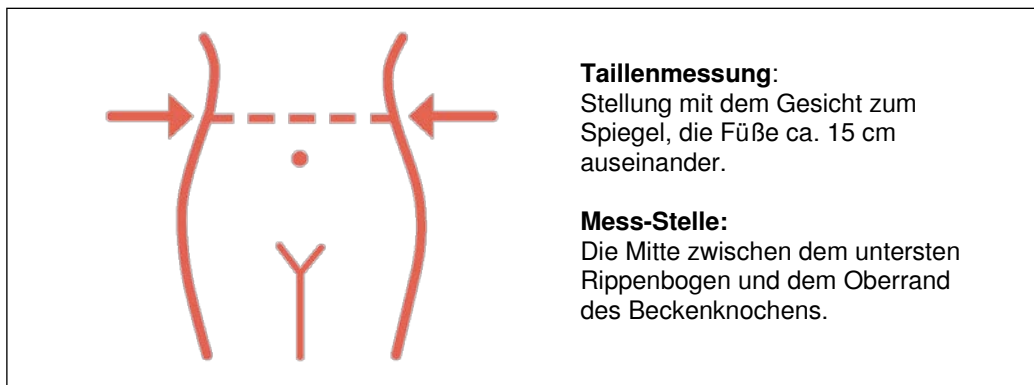 Taillenmessung:
Stellung mit dem Gesicht zum
Spiegel, die Füße ca. 15 cm
auseinander.
Mess-Stelle:
Die Mitte zwischen dem untersten
Rippenbogen und dem Oberrand
des Beckenknochens.